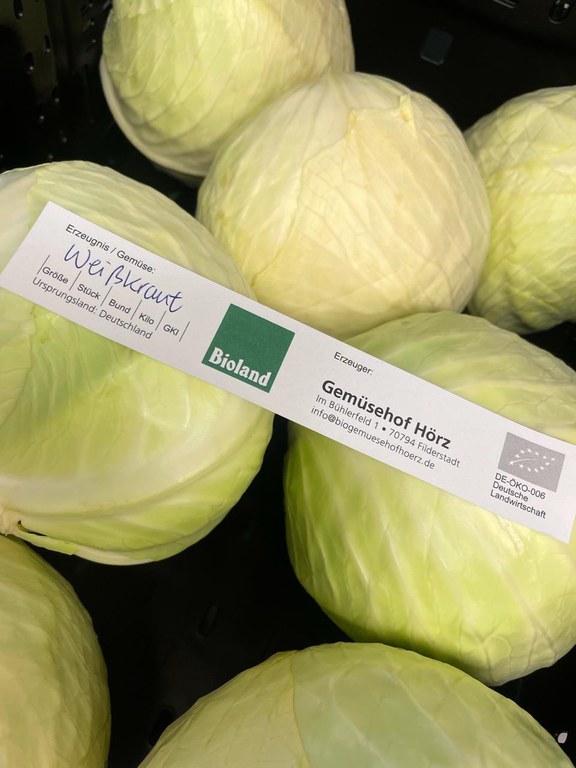 Erzeugnis / Gemüse:
Weißkraut
Größe | Stück | Bund | Kilo | GKl
Ursprungsland: Deutschland
Bioland
Erzeuger:
Gemüsehof Hörz
Im Bühlerfeld 1 • 70794 Filderstadt
info@biogemuesehofhoerz.de
DE-ÖKO-006
Deutsche
Landwirtschaft